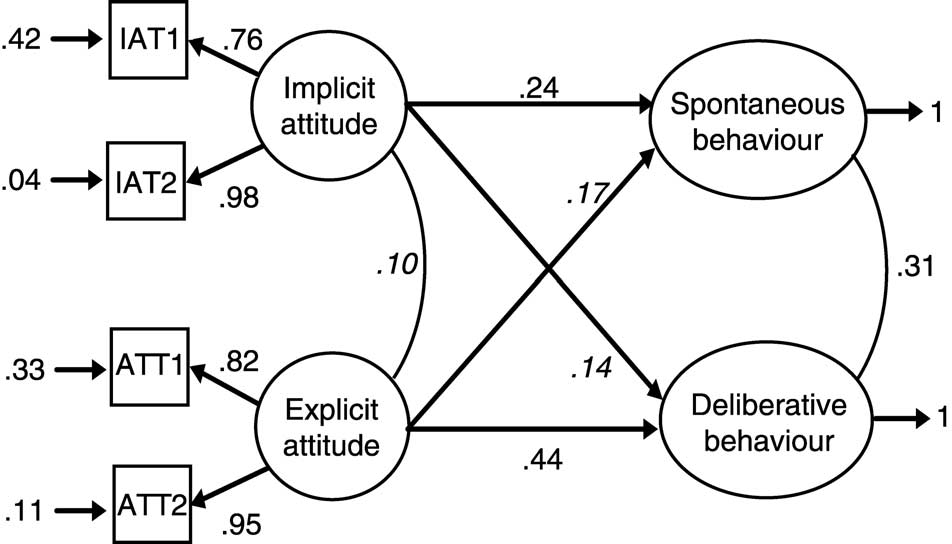 .42
IAT1
.76
Implicit
attitude
.04
IAT2
.98
.24
Spontaneous
behaviour
1
.17
.10
.31
.33
ATT1
.82
.14
Explicit
attitude
Deliberative
behaviour
1
.11
ATT2
.95
.44